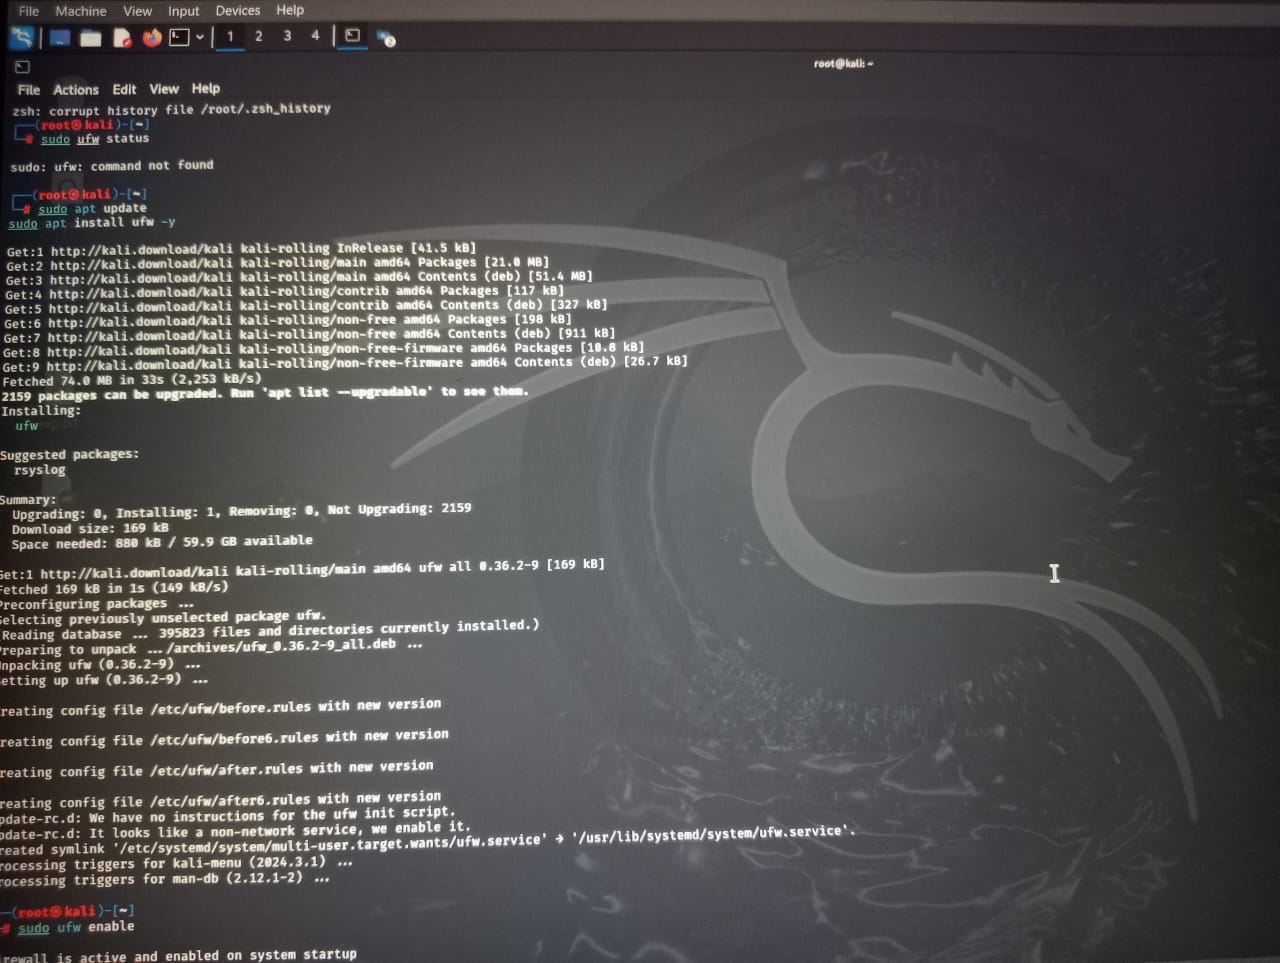 File Machine View Input Devices Help
1 2 3 4
root@kali: ~
File Actions Edit View Help
zsh: corrupt history file /root/.zsh_history
(root㉿kali)-[~]
# sudo ufw status
sudo: ufw: command not found
(root㉿kali)-[~]
# sudo apt update
sudo apt install ufw -y
Get:1 http://kali.download/kali kali-rolling InRelease [41.5 kB]
Get:2 http://kali.download/kali kali-rolling/main amd64 Packages [21.0 MB]
Get:3 http://kali.download/kali kali-rolling/main amd64 Contents (deb) [51.4 MB]
Get:4 http://kali.download/kali kali-rolling/contrib amd64 Packages [117 kB]
Get:5 http://kali.download/kali kali-rolling/contrib amd64 Contents (deb) [327 kB]
Get:6 http://kali.download/kali kali-rolling/non-free amd64 Packages [198 kB]
Get:7 http://kali.download/kali kali-rolling/non-free amd64 Contents (deb) [911 kB]
Get:8 http://kali.download/kali kali-rolling/non-free-firmware amd64 Packages [10.8 kB]
Get:9 http://kali.download/kali kali-rolling/non-free-firmware amd64 Contents (deb) [26.7 kB]
Fetched 74.0 MB in 33s (2,253 kB/s)
2159 packages can be upgraded. Run 'apt list --upgradable' to see them.
Installing:
ufw
Suggested packages:
rsyslog
Summary:
Upgrading: 0, Installing: 1, Removing: 0, Not Upgrading: 2159
Download size: 169 kB
Space needed: 880 kB / 59.9 GB available
Get:1 http://kali.download/kali kali-rolling/main amd64 ufw all 0.36.2-9 [169 kB]
Fetched 169 kB in 1s (149 kB/s)
Preconfiguring packages ...
Selecting previously unselected package ufw.
(Reading database ... 395823 files and directories currently installed.)
Preparing to unpack .../archives/ufw_0.36.2-9_all.deb ...
npacking ufw (0.36.2-9) ...
etting up ufw (0.36.2-9) ...
reating config file /etc/ufw/before.rules with new version
reating config file /etc/ufw/before6.rules with new version
reating config file /etc/ufw/after.rules with new version
reating config file /etc/ufw/after6.rules with new version
pdate-rc.d: We have no instructions for the ufw init script.
pdate-rc.d: It looks like a non-network service, we enable it.
reated symlink '/etc/systemd/system/multi-user.target.wants/ufw.service' → '/usr/lib/systemd/system/ufw.service'.
rocessing triggers for kali-menu (2024.3.1) ...
rocessing triggers for man-db (2.12.1-2) ...
(root㉿kali)-[~]
# sudo ufw enable
irewall is active and enabled on system startup